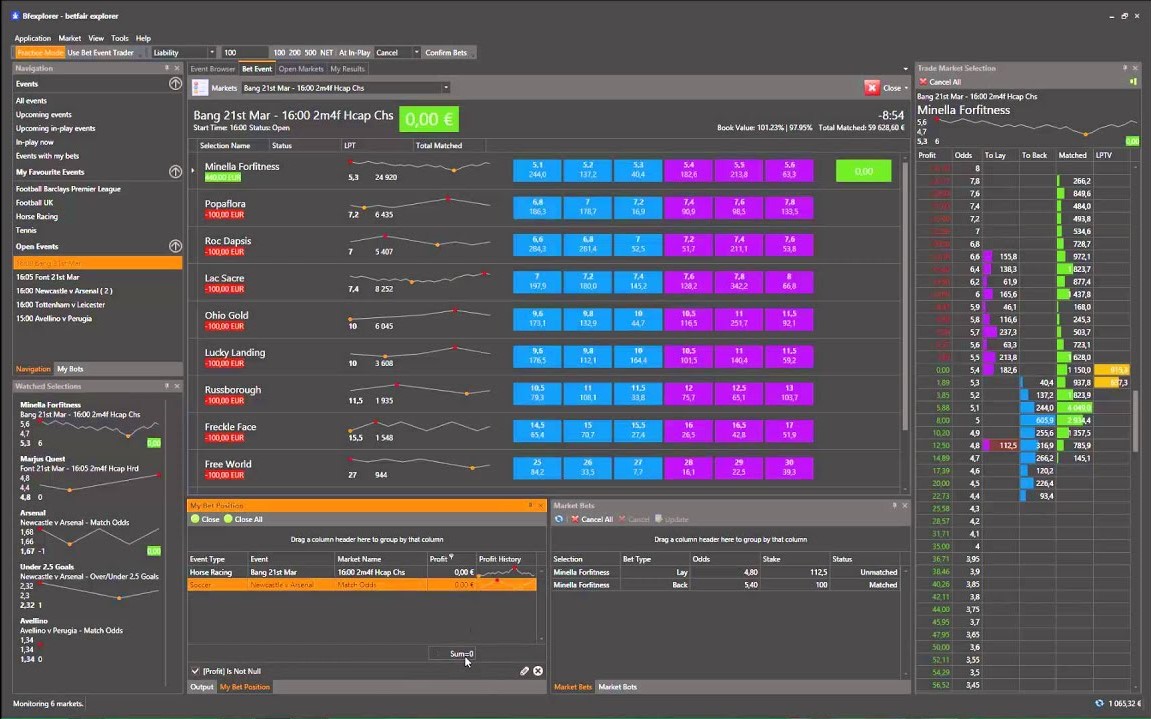 Bfexplorer - betfair explorer
Application Market View Tools Help
Practice Mode Use Bet Event Trader Liability 100 100 200 500 NET At In-Play Cancel Confirm Bets
Navigation
Events
All events
Upcoming events
Upcoming in-play events
In-play now
Events with my bets
My Favourite Events
Football Barclays Premier League
Football UK
Horse Racing
Tennis
Open Events
16:05 Font 21st Mar
16:00 Newcastle v Arsenal ( 2 )
16:00 Tottenham v Leicester
15:00 Avellino v Perugia
Navigation My Bots
Watched Selections
Minella Forfitness
Bang 21st Mar - 16:00 2m4f Hcap Chs
5,6
4,7
5,3 6 0,00
Marjus Quest
Font 21st Mar - 16:05 2m4f Hcap Hrd
4,8
4,4
4,8 0
Arsenal
Newcastle v Arsenal - Match Odds
1,68
1,66
1,67 -1 0,00
Under 2.5 Goals
Newcastle v Arsenal - Over/Under 2.5 Goals
2,32
2,3
2,32 1
Avellino
Avellino v Perugia - Match Odds
1,34
1,34
1,34 0
Event Browser Bet Event Open Markets My Results
Markets Bang 21st Mar - 16:00 2m4f Hcap Chs Close
Bang 21st Mar - 16:00 2m4f Hcap Chs 0,00 € -8:54
Start Time: 16:00 Status: Open Book Value: 101.23% | 97.95% Total Matched: 59 628,60 €
Selection Name Status LPT Total Matched
Minella Forfitness
440,00 EUR 5,3 24 920
5,1 5,2 5,3 5,4 5,5 5,6
244,0 137,2 40,4 182,6 213,8 63,3
0,00
Popaflora
-100,00 EUR 7,2 6 435
6,8 7 7,2 7,4 7,6 7,8
186,3 178,7 16,9 90,9 98,5 133,5
Roc Dapsis
-100,00 EUR 7 5 407
6,6 6,8 7 7,2 7,4 7,6
284,3 201,4 52,5 51,7 211,4 53,8
Lac Sacre
-100,00 EUR 7,4 8 252
7 7,2 7,4 7,6 7,8 8
197,9 180,0 145,2 128,2 342,2 66,8
Ohio Gold
-100,00 EUR 10 6 045
9,6 9,8 10 10,5 11 11,5
173,1 132,9 44,7 116,5 251,7 92,1
Lucky Landing
-100,00 EUR 10 3 608
9,6 9,8 10 10,5 11 11,5
176,5 112,1 164,4 101,5 140,4 59,2
Russborough
-100,00 EUR 11,5 1 935
10,5 11 11,5 12 12,5 13
79,3 108,1 33,8 75,7 65,1 103,7
Freckle Face
-100,00 EUR 15,5 1 548
14,5 15 15,5 16 16,5 17
65,4 70,7 27,4 26,5 42,8 51,9
Free World
-100,00 EUR 27 944
25 26 27 28 29 30
84,2 33,5 7,7 16,1 22,5 39,3
My Bet Position
Close Close All
Drag a column header here to group by that column
Event Type Event Market Name Profit Profit History
Horse Racing Bang 21st Mar 16:00 2m4f Hcap Chs 0,00 €
Soccer Newcastle v Arsenal Match Odds 0,00 €
Sum=0
[Profit] Is Not Null
Output My Bet Position
Market Bets
Cancel All Cancel Update
Drag a column header here to group by that column
Selection Bet Type Odds Stake Status
Minella Forfitness Lay 4,80 112,5 Unmatched
Minella Forfitness Back 5,40 100 Matched
Market Bets Market Bots
Trade Market Selection
Cancel All
Bang 21st Mar - 16:00 2m4f Hcap Chs
Minella Forfitness
5,6
4,7
5,3 6 0,00
Profit Odds To Lay To Back Matched LPTV
8
7,8 266,2
7,6 849,6
7,4 484,0
7,2 493,8
7 534,6
6,8 728,7
6,6 155,8 972,1
6,4 138,3 1 823,7
6,2 61,9 877,4
6 165,6 1 437,8
5,9 46,1 168,0
5,8 116,6 245,3
5,7 237,3 503,7
5,6 63,3 723,1
5,5 213,8 1 628,0
0,00 5,4 182,6 1 150,0
1,89 5,3 40,4 937,8
3,85 5,2 137,2 1 823,9
5,88 5,1 244,0 4 049,0
8,00 5 605,9
10,20 4,9 255,6 1 357,5
12,50 4,8 112,5 316,9 785,9
14,89 4,7 266,2 145,1
17,39 4,6 120,2
20,00 4,5 226,4
22,73 4,4 93,4
25,58 4,3
28,57 4,2
31,71 4,1
35,00 4
38,46 3,95
39,36 3,9
40,26 3,85
42,11 3,8
44,00 3,75
45,95 3,7
47,95 3,65
50,00 3,6
52,11 3,55
54,29 3,5
56,52 3,45
Monitoring 6 markets. 1 065,32 €